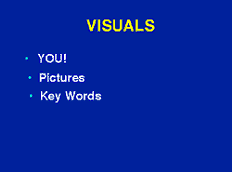 VISUALS
• YOU!
• Pictures
• Key Words